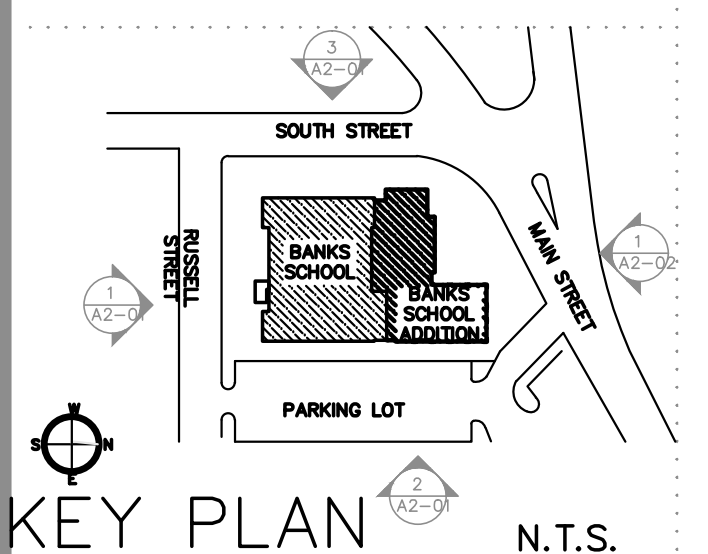 3
A2-01
SOUTH STREET
RUSSELL
STREET
BANKS
SCHOOL
MAIN STREET
1
A2-02
1
A2-01
BANKS
SCHOOL
ADDITION
PARKING LOT
W
S N
E
2
A2-01
KEY PLAN
N.T.S.